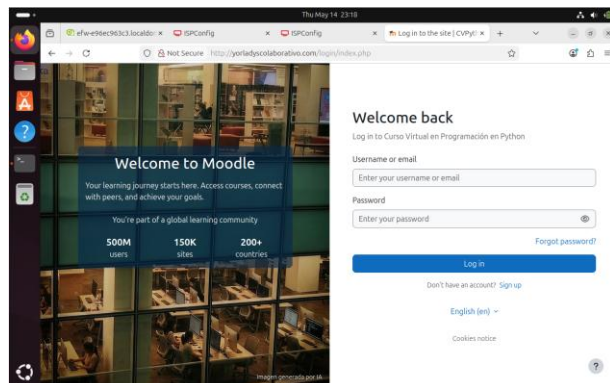 Thu May 14 23:18
efw-e96ec963c3.localdor
ISPConfig
ISPConfig
Log in to the site | CVPyt
Not Secure http://yorladyscolaborativo.com/login/index.php
Welcome to Moodle
Your learning journey starts here. Access courses, connect
with peers, and achieve your goals.
You're part of a global learning community
500M 150K 200+
users sites countries
Imagen generada por IA
Welcome back
Log in to Curso Virtual en Programación en Python
Username or email
Enter your username or email
Password
Enter your password
Forgot password?
Log in
Don't have an account? Sign up
English (en)
Cookies notice
?